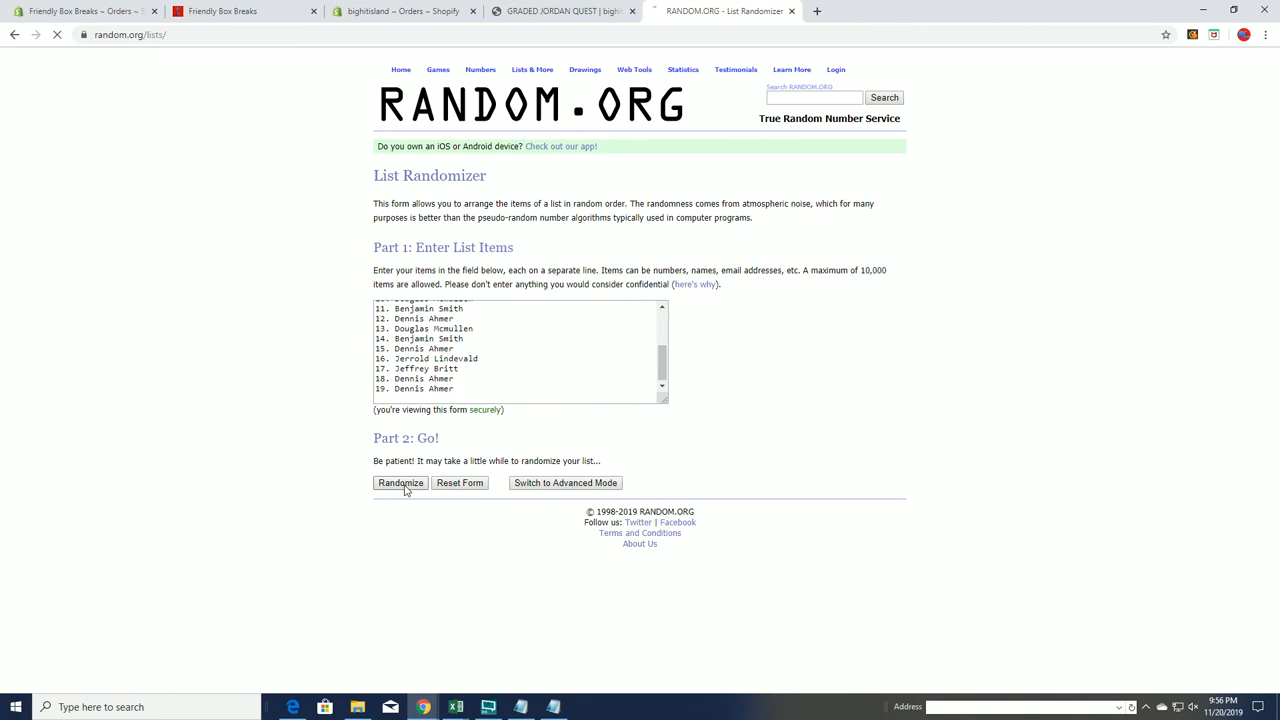 Friendly Box Breaks ~ Orders ~ S
Friendly Box Breaks
bighitisland ~ Orders ~ Shopify
GRADED JORDAN QUEST | bighi
RANDOM.ORG - List Randomizer
random.org/lists/
Home Games Numbers Lists & More Drawings Web Tools Statistics Testimonials Learn More Login
RANDOM.ORG
Search RANDOM.ORG
Search
True Random Number Service
Do you own an iOS or Android device? Check out our app!
List Randomizer
This form allows you to arrange the items of a list in random order. The randomness comes from atmospheric noise, which for many
purposes is better than the pseudo-random number algorithms typically used in computer programs.
Part 1: Enter List Items
Enter your items in the field below, each on a separate line. Items can be numbers, names, email addresses, etc. A maximum of 10,000
items are allowed. Please don't enter anything you would consider confidential (here's why).
11. Benjamin Smith
12. Dennis Ahmer
13. Douglas Mcmullen
14. Benjamin Smith
15. Dennis Ahmer
16. Jerrold Lindevald
17. Jeffrey Britt
18. Dennis Ahmer
19. Dennis Ahmer
(you're viewing this form securely)
Part 2: Go!
Be patient! It may take a little while to randomize your list...
Randomize Reset Form Switch to Advanced Mode
© 1998-2019 RANDOM.ORG
Follow us: Twitter | Facebook
Terms and Conditions
About Us
Type here to search
Address
9:56 PM
11/20/2019